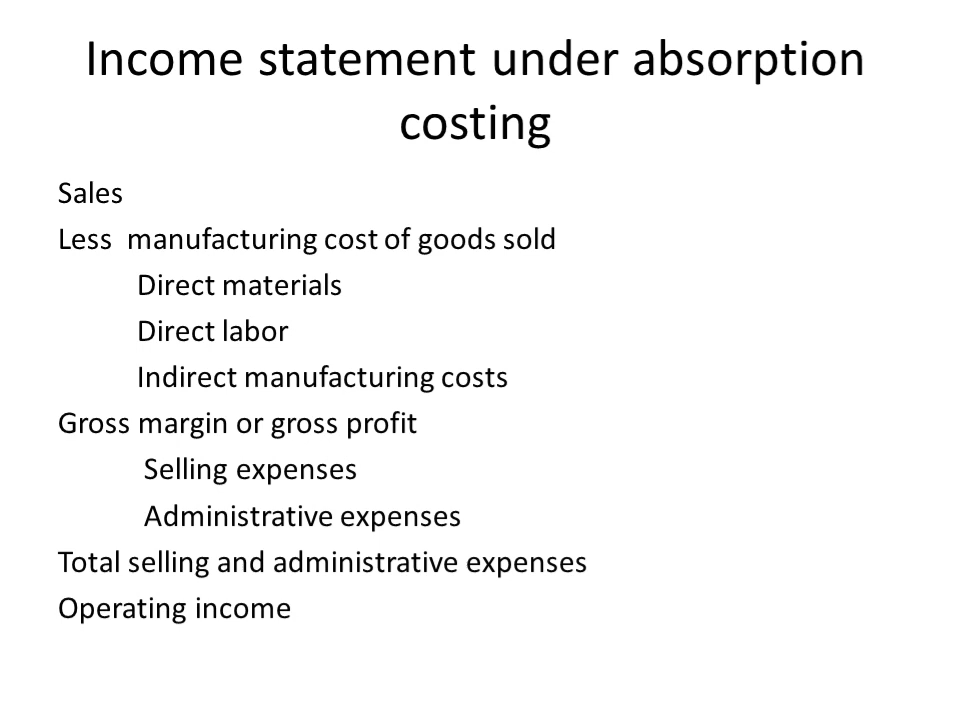 Income statement under absorption
costing
Sales
Less  manufacturing cost of goods sold
Direct materials
Direct labor
Indirect manufacturing costs
Gross margin or gross profit
Selling expenses
Administrative expenses
Total selling and administrative expenses
Operating income